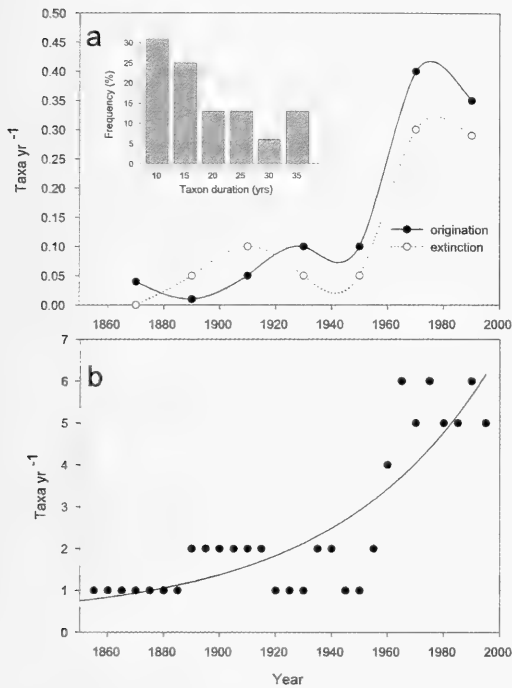 a
0.50
0.45
0.40
0.35
0.30
0.25
0.20
0.15
0.10
0.05
0.00
Taxa yr -1
30
25
20
15
10
5
0
Frequency (%)
10 15 20 25 30 35
Taxon duration (yrs)
origination
extinction
1860 1880 1900 1920 1940 1960 1980 2000
b
7
6
5
4
3
2
1
0
Taxa yr -1
1860 1880 1900 1920 1940 1960 1980 2000
Year